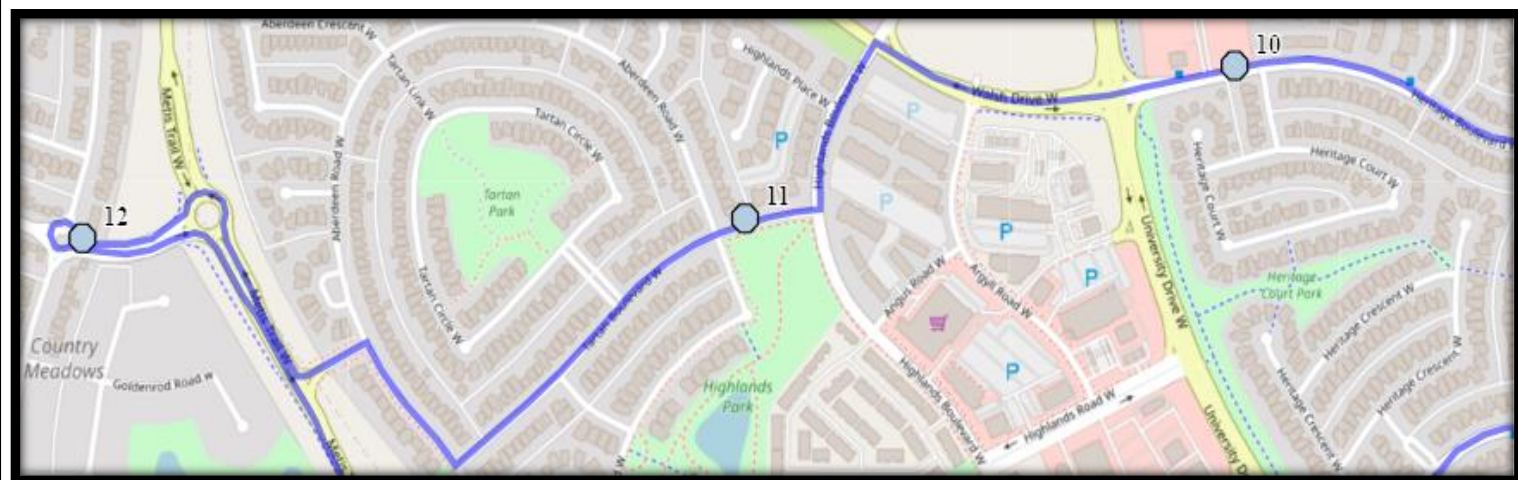 Aberdeen Crescent W
10
Tartan Link W
Aberdeen Road W
Highlands Place W
Highlands Boulevard W
Walsh Drive W
Heritage Boulevard W
Metis Trail W
P
P
Tartan Circle W
Heritage Court W
Heritage Court W
Aberdeen Road W
Tartan
Park
11
P
12
P
University Drive W
Tartan Circle W
Tartan Boulevard W
Angus Road W
Argyll Road W
P
Heritage
Court Park
Metis Trail W
Heritage Crescent W
Country
Meadows
Goldenrod Road W
Highlands
Park
Highlands Boulevard W
P
Heritage Crescent W
Heritage Crescent W
Highlands Road W
University D
Metis
d W